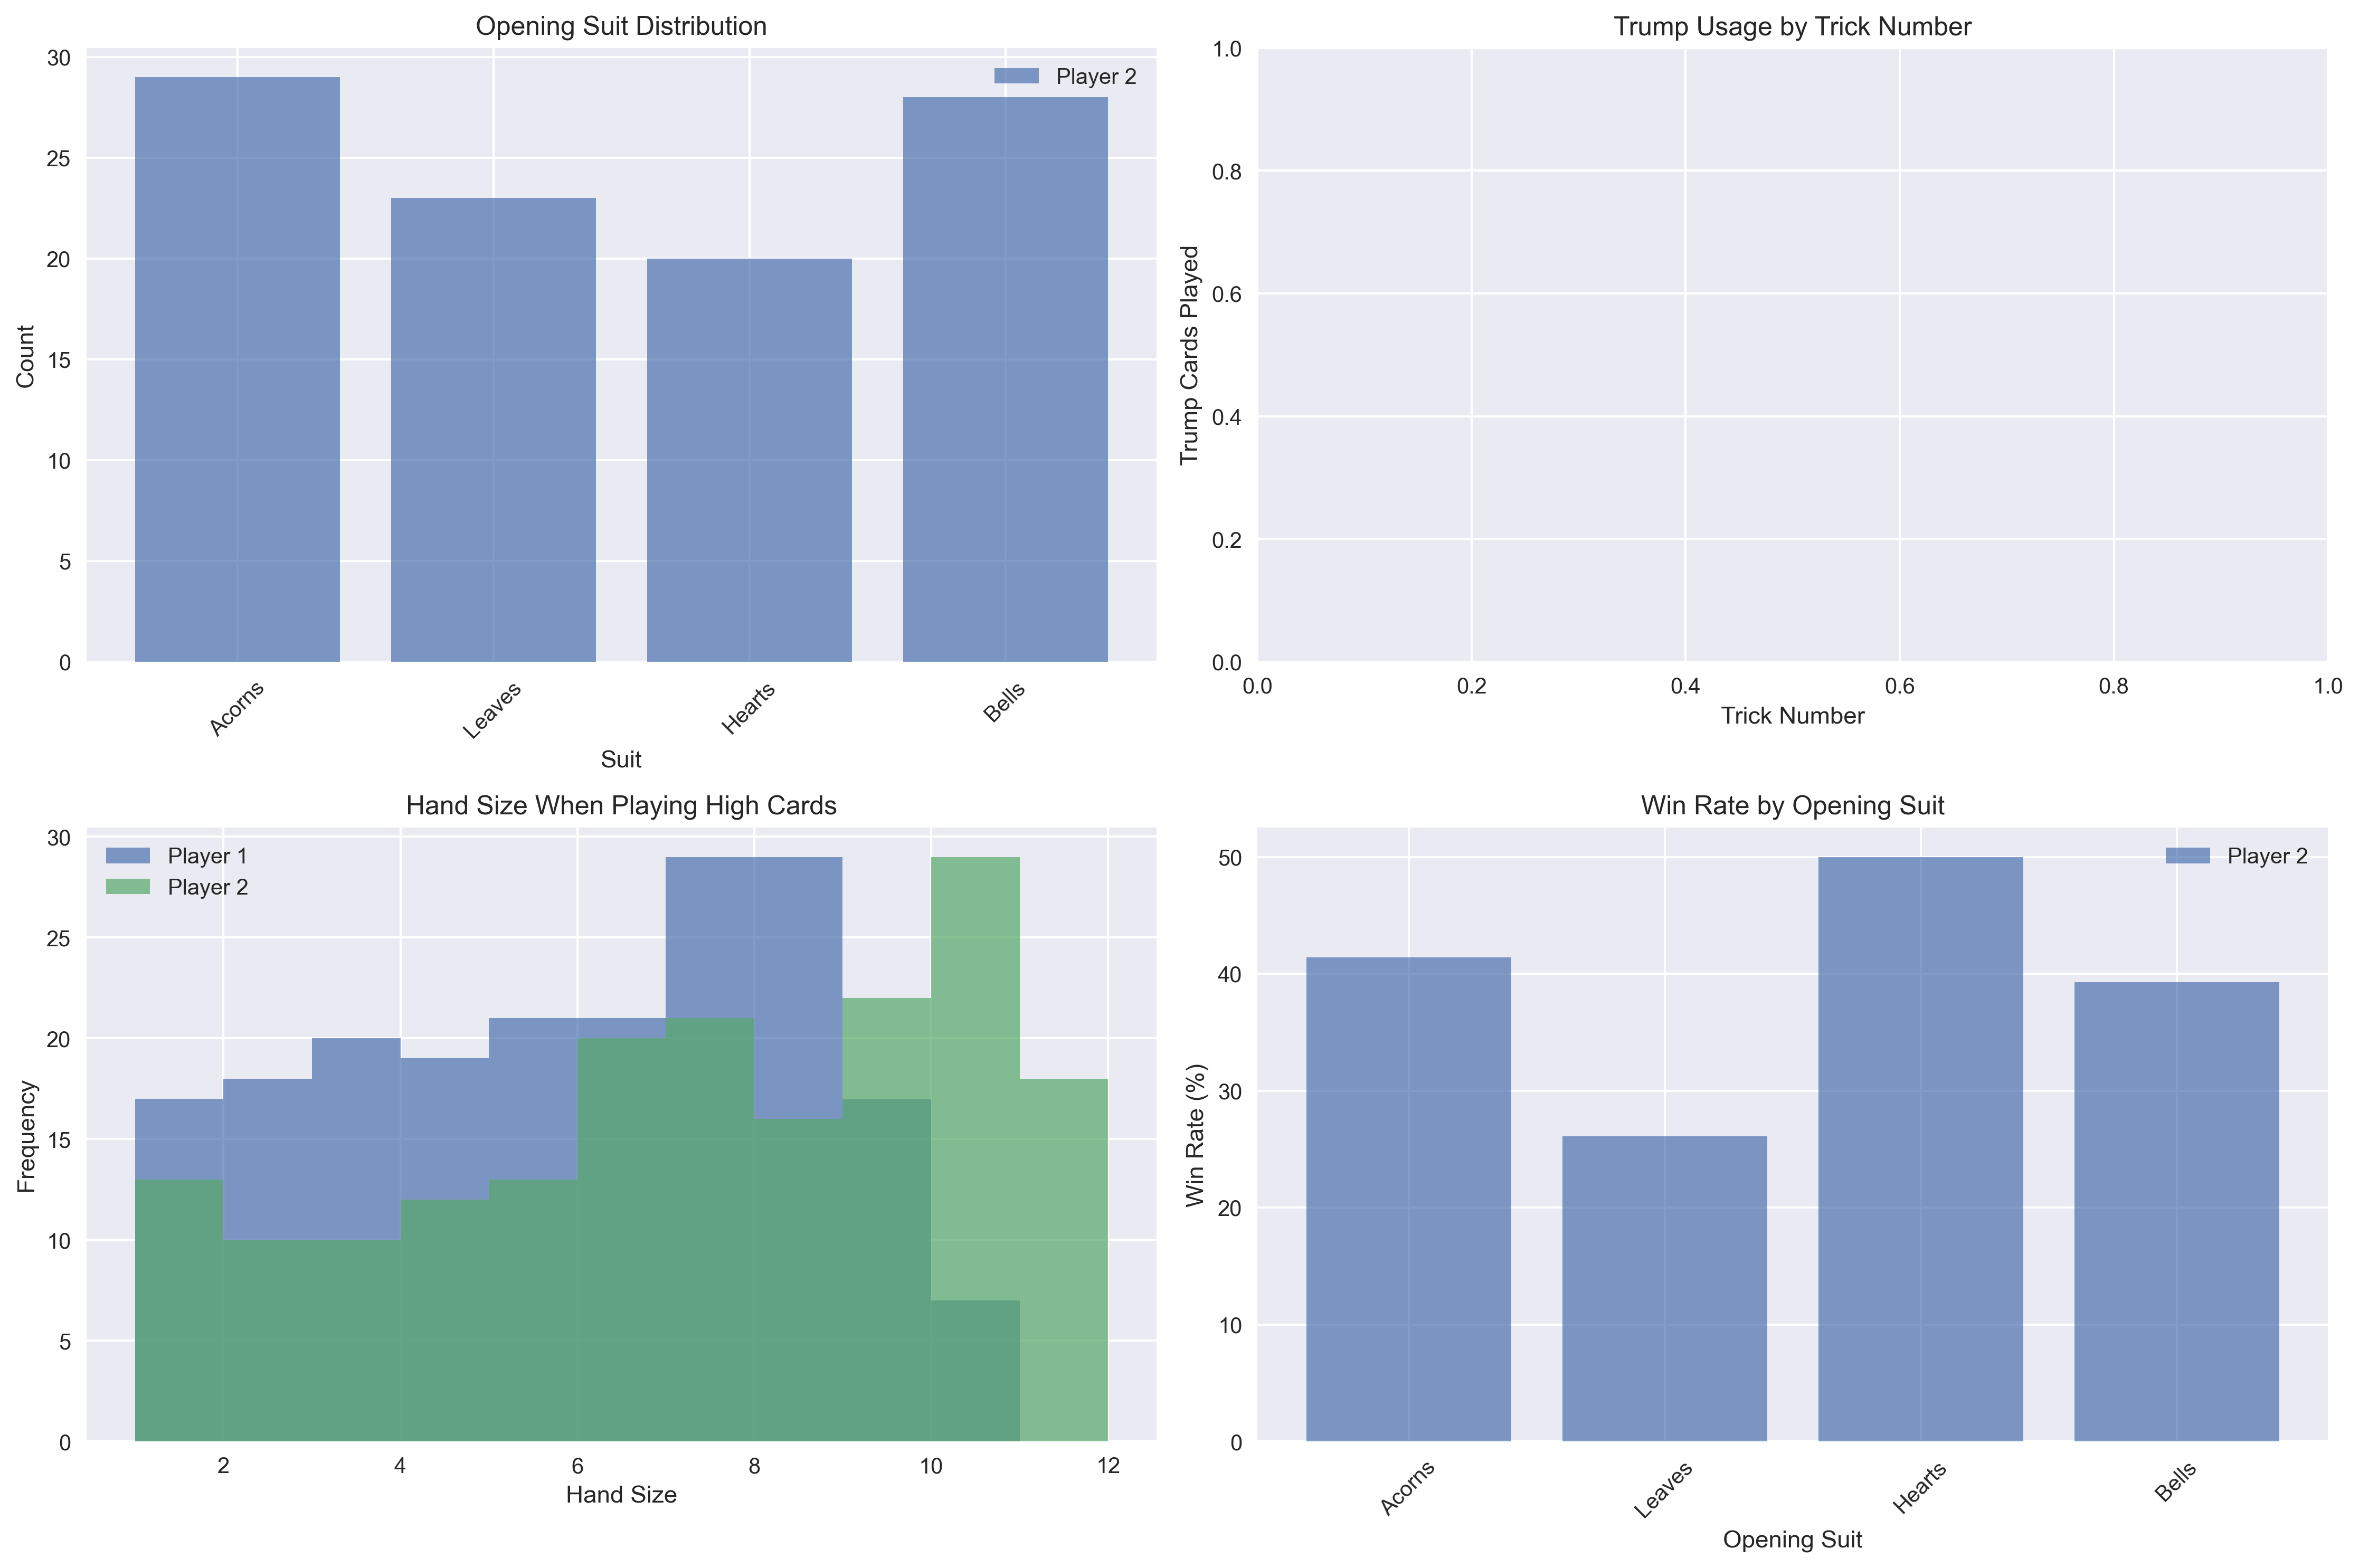 Opening Suit Distribution
30
25
20
15
10
5
0
Count
Player 2
Acorns
Leaves
Hearts
Bells
Suit
Trump Usage by Trick Number
1.0
0.8
0.6
0.4
0.2
0.0
Trump Cards Played
0.0 0.2 0.4 0.6 0.8 1.0
Trick Number
Hand Size When Playing High Cards
30
25
20
15
10
5
0
Frequency
Player 1
Player 2
2 4 6 8 10 12
Hand Size
Win Rate by Opening Suit
50
40
30
20
10
0
Win Rate (%)
Player 2
Acorns
Leaves
Hearts
Bells
Opening Suit